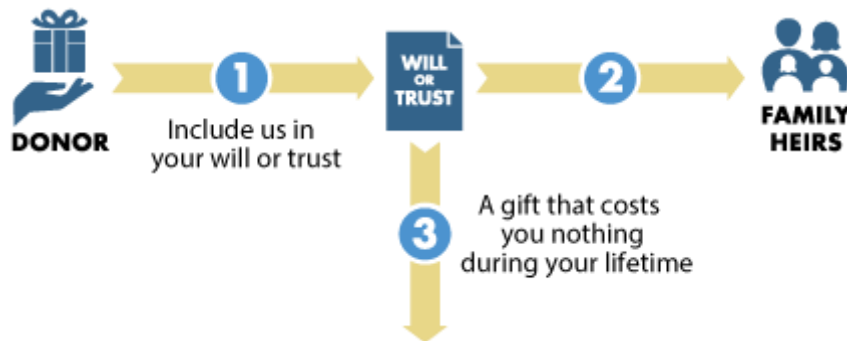 DONOR
1
Include us in
your will or trust
WILL
OR
TRUST
2
FAMILY
HEIRS
3
A gift that costs
you nothing
during your lifetime